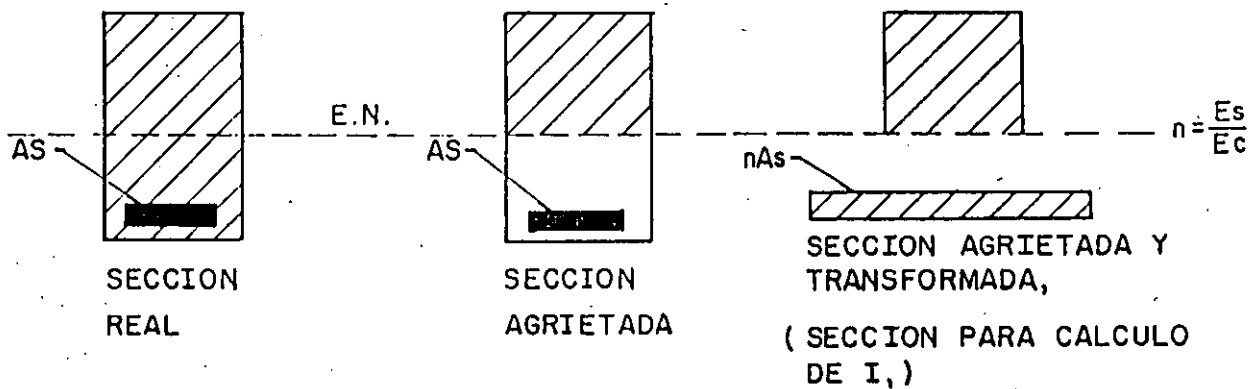 E.N.
n = Es/Ec
AS
AS
nAs
SECCION
REAL
SECCION
AGRIETADA
SECCION AGRIETADA Y
TRANSFORMADA,
( SECCION PARA CALCULO
DE I,)